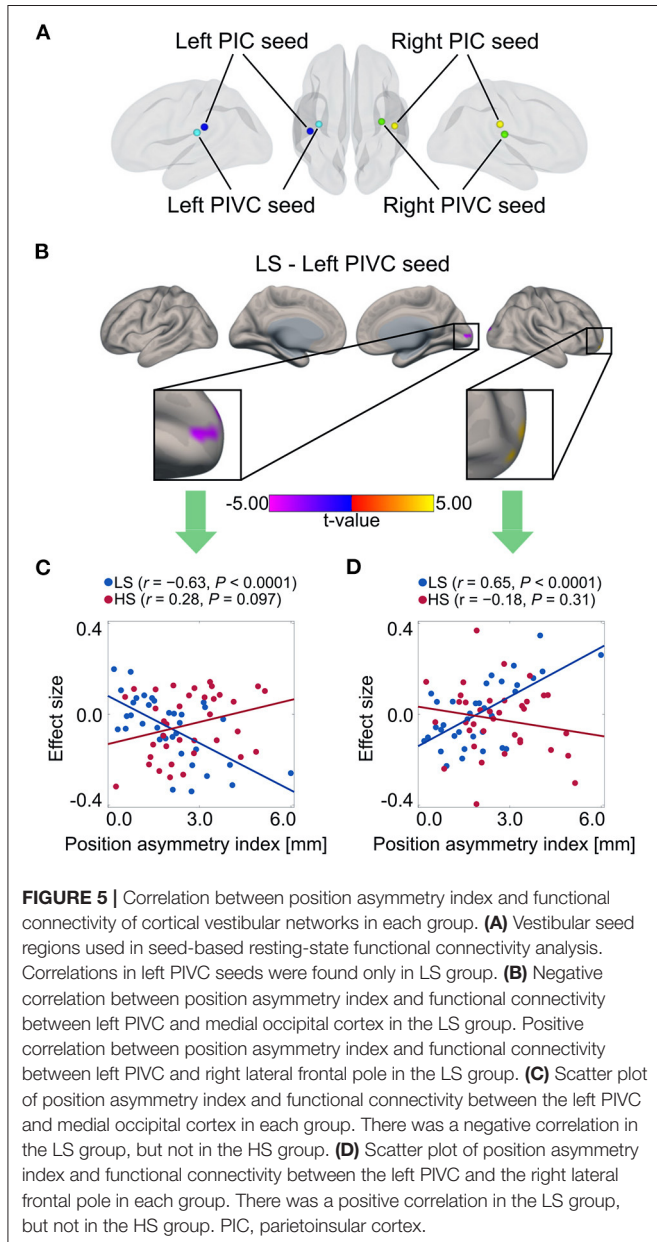 A
Left PIC seed
Right PIC seed
Left PIVC seed
Right PIVC seed
B
LS - Left PIVC seed
-5.00
5.00
t-value
C
LS (r = −0.63, P < 0.0001)
HS (r = 0.28, P = 0.097)
0.4
0.0
-0.4
Effect size
0.0
3.0
6.0
Position asymmetry index [mm]
D
LS (r = 0.65, P < 0.0001)
HS (r = −0.18, P = 0.31)
0.4
0.0
-0.4
Effect size
0.0
3.0
6.0
Position asymmetry index [mm]
FIGURE 5 | Correlation between position asymmetry index and functional
connectivity of cortical vestibular networks in each group. (A) Vestibular seed
regions used in seed-based resting-state functional connectivity analysis.
Correlations in left PIVC seeds were found only in LS group. (B) Negative
correlation between position asymmetry index and functional connectivity
between left PIVC and medial occipital cortex in the LS group. Positive
correlation between position asymmetry index and functional connectivity
between left PIVC and right lateral frontal pole in the LS group. (C) Scatter plot
of position asymmetry index and functional connectivity between the left PIVC
and medial occipital cortex in each group. There was a negative correlation in
the LS group, but not in the HS group. (D) Scatter plot of position asymmetry
index and functional connectivity between the left PIVC and the right lateral
frontal pole in each group. There was a positive correlation in the LS group,
but not in the HS group. PIC, parietoinsular cortex.